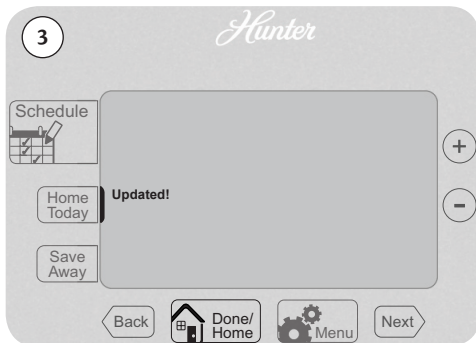 3
Hunter
Schedule
Home
Today
Updated!
Save
Away
+
-
Back
Done/
Home
Menu
Next